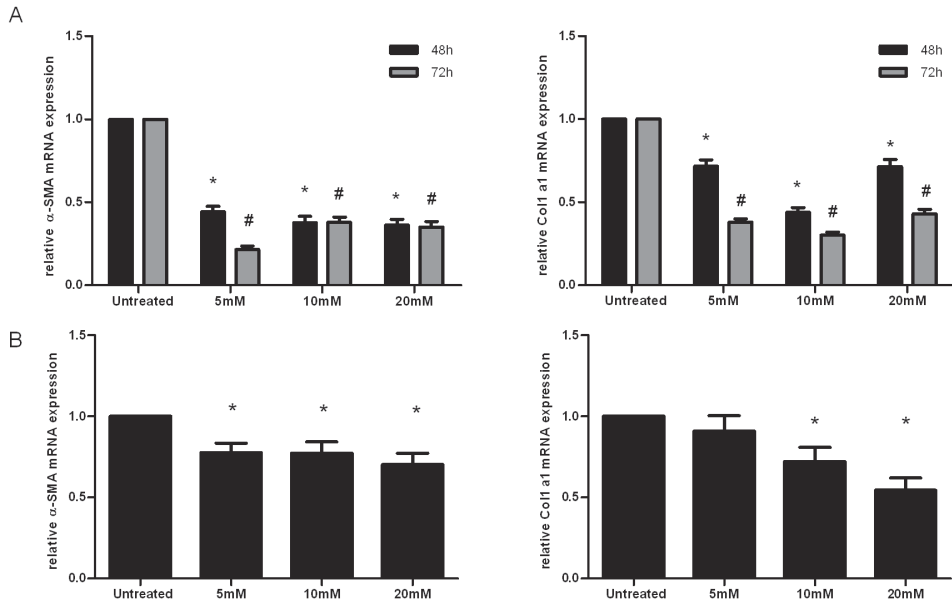 A
relative α-SMA mRNA expression
1.5
1.0
0.5
0.0
48h
72h
*
#
*
#
*
#
Untreated
5mM
10mM
20mM
relative Col1 a1 mRNA expression
1.5
1.0
0.5
0.0
48h
72h
*
#
*
#
*
#
Untreated
5mM
10mM
20mM
B
relative α-SMA mRNA expression
1.5
1.0
0.5
0.0
*
*
*
Untreated
5mM
10mM
20mM
relative Col1 a1 mRNA expression
1.5
1.0
0.5
0.0
*
*
Untreated
5mM
10mM
20mM